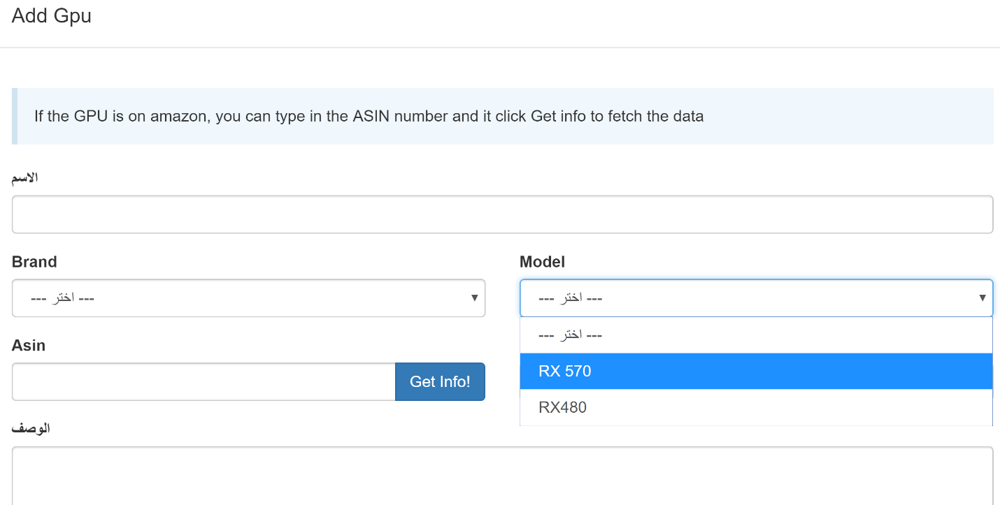 Add Gpu
If the GPU is on amazon, you can type in the ASIN number and it click Get info to fetch the data
الاسم
Brand
Model
--- اختر ---
--- اختر ---
--- اختر ---
RX 570
RX480
Asin
Get Info!
الوصف